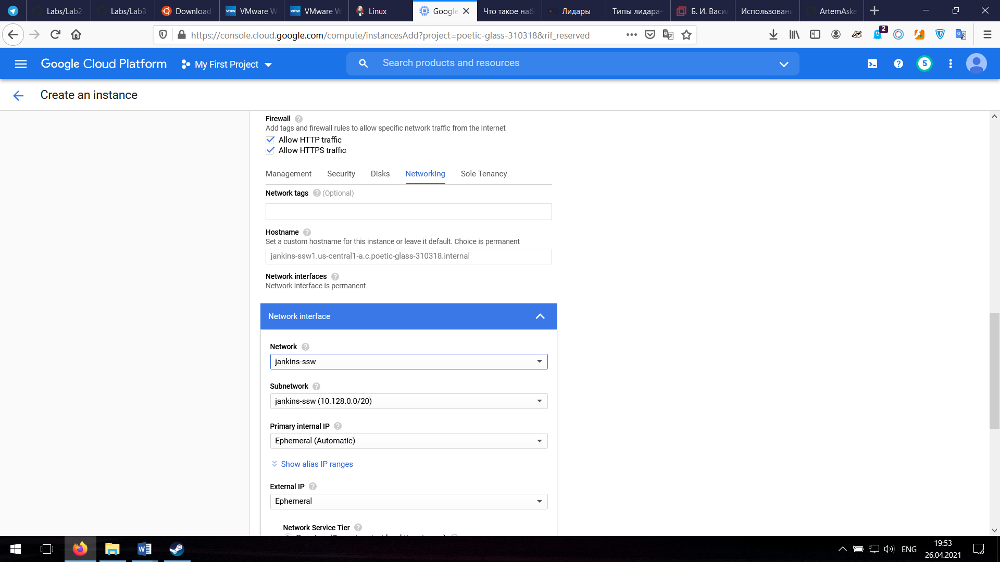 Labs/Lab2
Labs/Lab3
Download
VMware W
VMware W
Linux
Google
Что такое наб
Лидары
Типы лидара–
Б. И. Васил
Использовани
ArtemAske
https://console.cloud.google.com/compute/instancesAdd?project=poetic-glass-310318&rif_reserved
2
Google Cloud Platform
My First Project
Search products and resources
5
Create an instance
Firewall
Add tags and firewall rules to allow specific network traffic from the Internet
Allow HTTP traffic
Allow HTTPS traffic
Management Security Disks Networking Sole Tenancy
Network tags (Optional)
Hostname
Set a custom hostname for this instance or leave it default. Choice is permanent
jankins-ssw1.us-central1-a.c.poetic-glass-310318.internal
Network interfaces
Network interface is permanent
Network interface
Network
jankins-ssw
Subnetwork
jankins-ssw (10.128.0.0/20)
Primary internal IP
Ephemeral (Automatic)
Show alias IP ranges
External IP
Ephemeral
Network Service Tier
ENG
19:53
26.04.2021